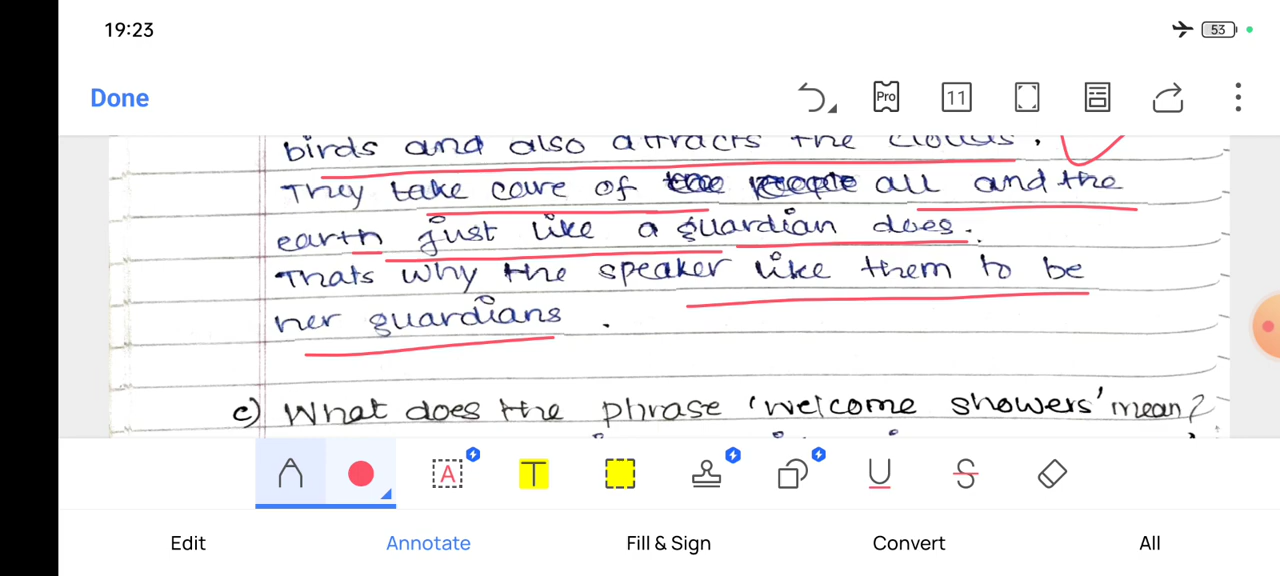 19:23
53
Done
Pro
11
birds and also attracts the clouds.
They take care of all and the
earth just like a guardian does.
Thats why the speaker like them to be
her guardians.
c) What does the phrase 'welcome showers' mean?
A
T
U
S
Edit
Annotate
Fill & Sign
Convert
All